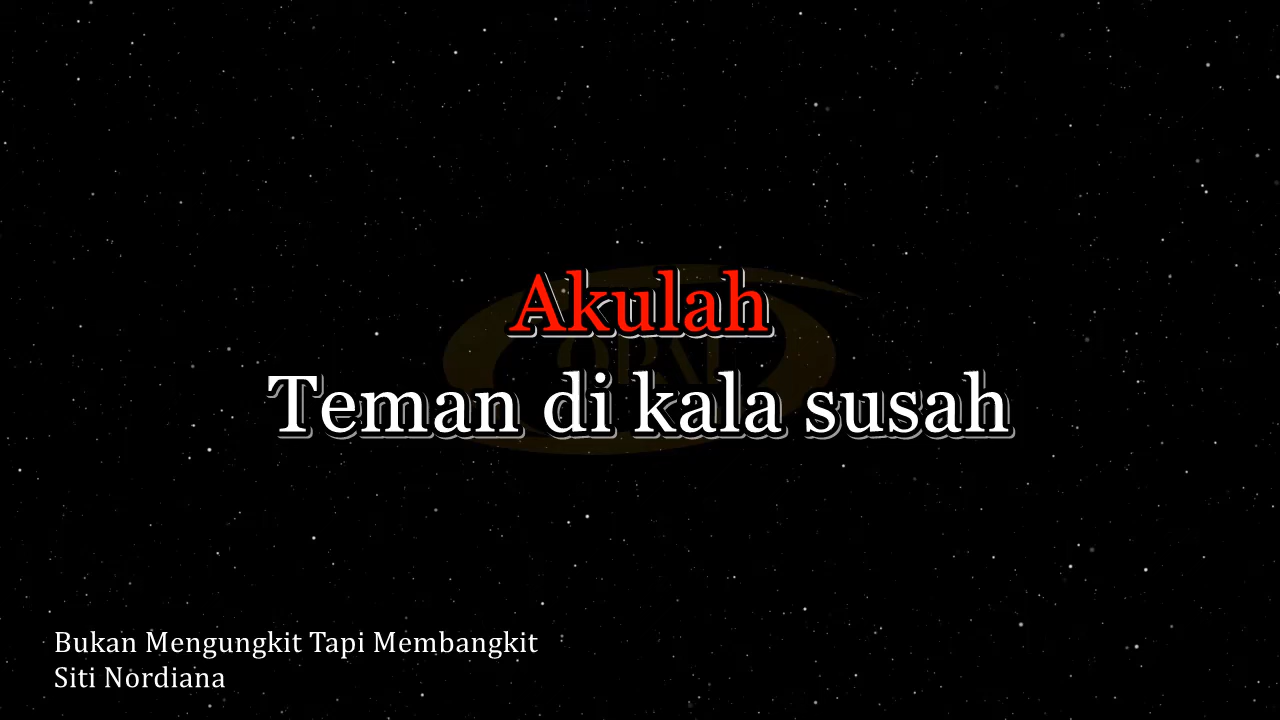 Akulah
Teman di kala susah
Bukan Mengungkit Tapi Membangkit
Siti Nordiana